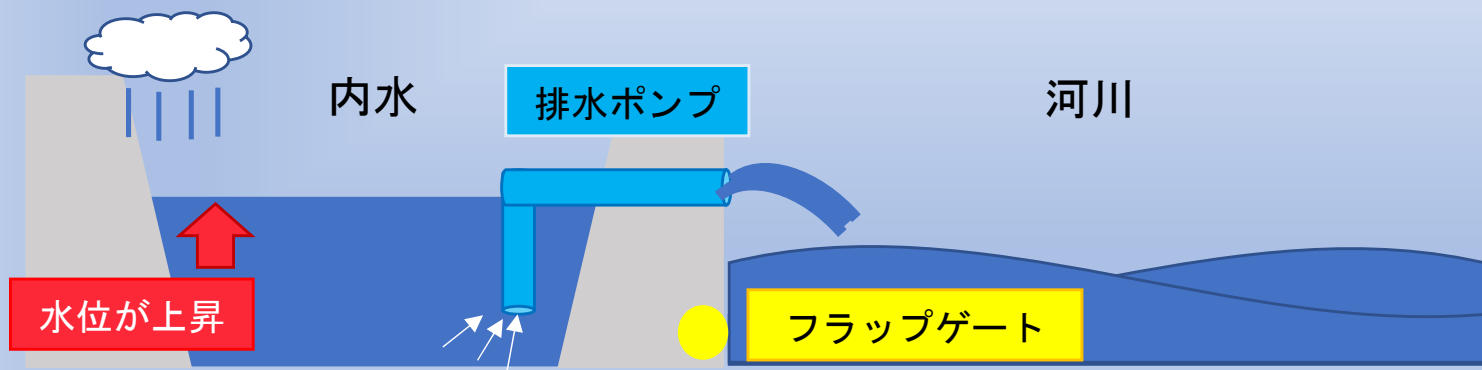 内水
排水ポンプ
河川
水位が上昇
フラップゲート